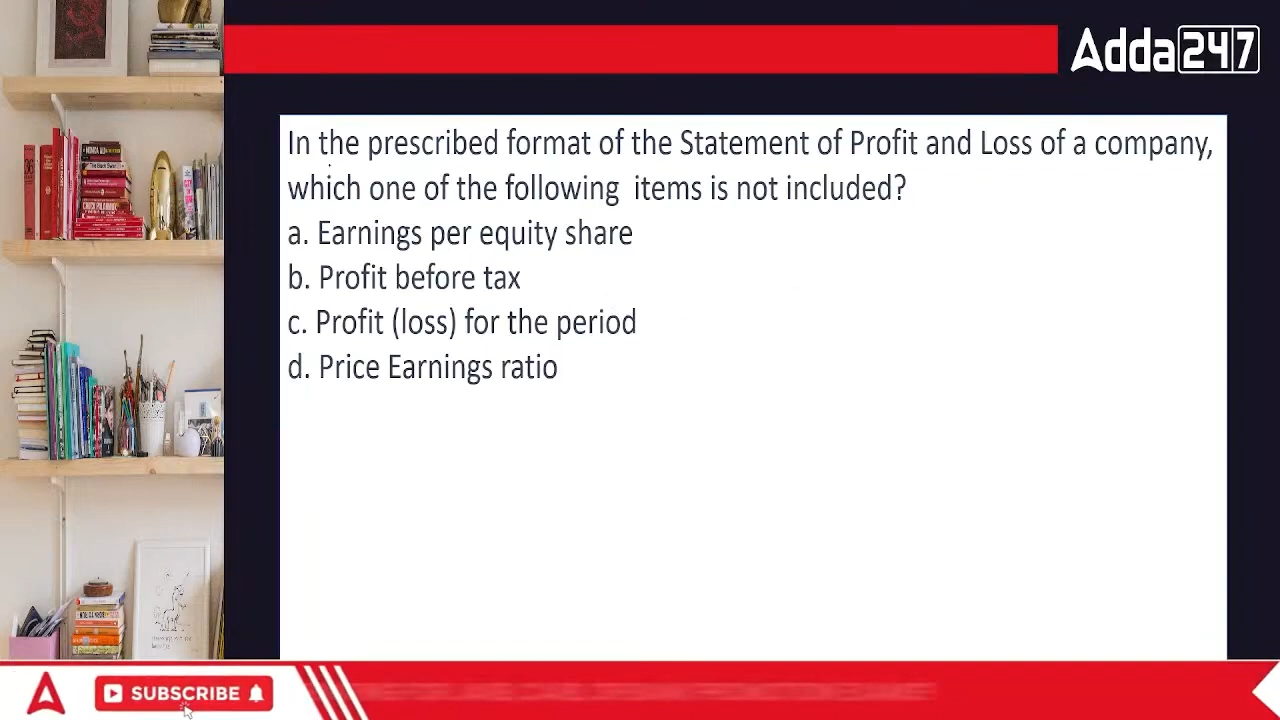 Adda247
In the prescribed format of the Statement of Profit and Loss of a company,
which one of the following items is not included?
a. Earnings per equity share
b. Profit before tax
c. Profit (loss) for the period
d. Price Earnings ratio
SUBSCRIBE